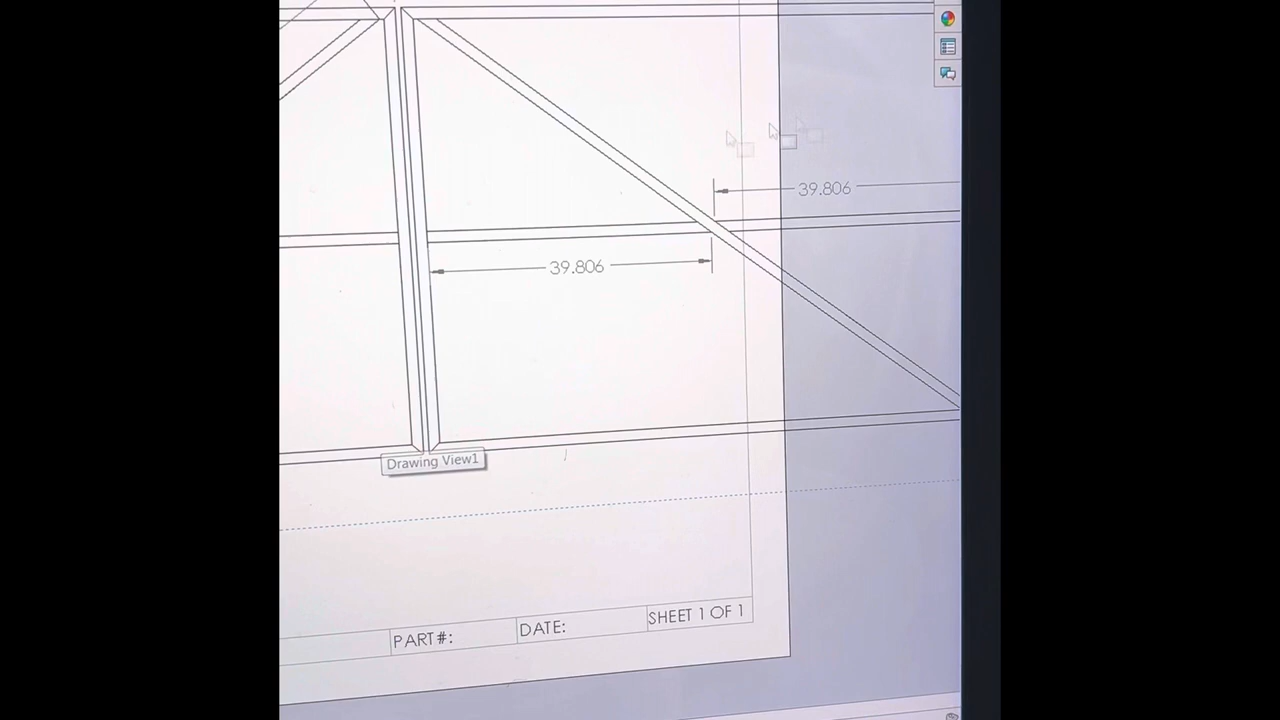 39.806
39.806
Drawing View1
PART#:
DATE:
SHEET 1 OF 1